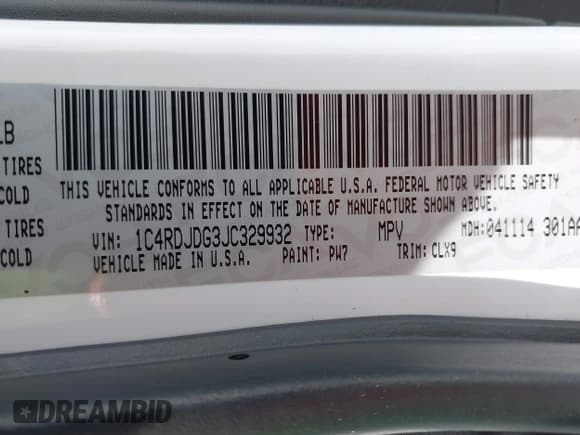 LB
TIRES
COLD
TIRES
COLD
THIS VEHICLE CONFORMS TO ALL APPLICABLE U.S.A. FEDERAL MOTOR VEHICLE SAFETY
STANDARDS IN EFFECT ON THE DATE OF MANUFACTURE SHOWN ABOVE.
VIN: 1C4RDJDG3JC329932 TYPE: MPV MDH:041114 301AA
VEHICLE MADE IN U.S.A. PAINT: PW7 TRIM: CLX9
DREAMBID